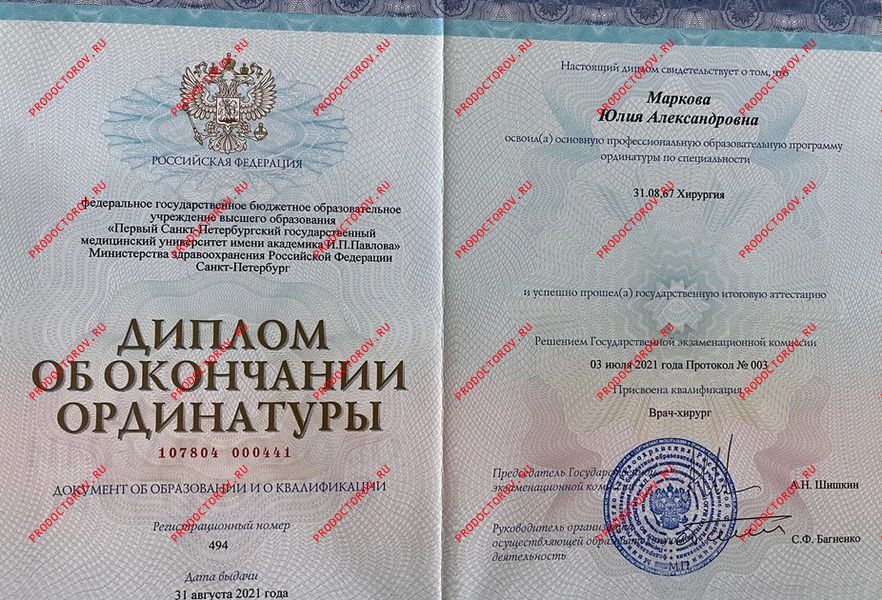 РОССИЙСКАЯ ФЕДЕРАЦИЯ
федеральное государственное бюджетное образовательное
учреждение высшего образования
«Первый Санкт-Петербургский государственный
медицинский университет имени академика И.П.Павлова»
Министерства здравоохранения Российской Федерации
Санкт-Петербург
ДИПЛОМ
ОБ ОКОНЧАНИИ
ОРДИНАТУРЫ
107804 000441
ДОКУМЕНТ ОБ ОБРАЗОВАНИИ И О КВАЛИФИКАЦИИ
Регистрационный номер
494
Дата выдачи
31 августа 2021 года
Настоящий диплом свидетельствует о том, что
Маркова
Юлия Александровна
освоил(а) основную профессиональную образовательную программу
ординатуры по специальности
31.08.67 Хирургия
и успешно прошел(а) государственную итоговую аттестацию
Решением Государственной экзаменационной комиссии
03 июля 2021 года Протокол № 003
Присвоена квалификация
Врач-хирург
Председатель Государственной
экзаменационной комиссии
А.Н. Шишкин
Руководитель организации,
осуществляющей образовательную
деятельность
С.Ф. Багненко
М.П.
PRODOCTOROV.RU